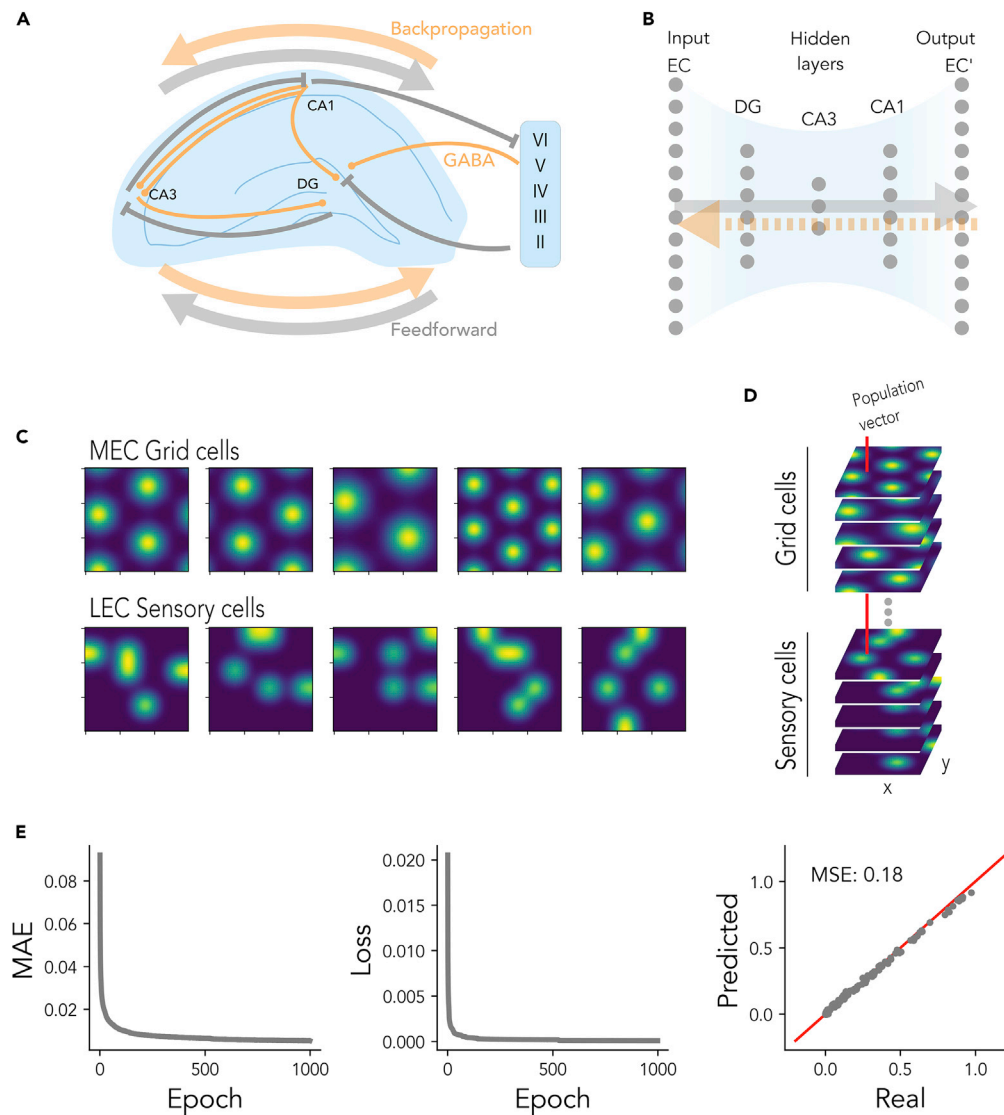 A
Backpropagation
CA1
CA3
DG
GABA
VI
V
IV
III
II
Feedforward
B
Input
EC
Hidden
layers
Output
EC'
DG
CA3
CA1
C
MEC Grid cells
LEC Sensory cells
D
Population
vector
Grid cells
Sensory cells
y
x
E
MAE
0.08
0.06
0.04
0.02
0
500
1000
Epoch
Loss
0.020
0.015
0.010
0.005
0.000
0
500
1000
Epoch
MSE: 0.18
Predicted
1.0
0.5
0.0
0.0
0.5
1.0
Real